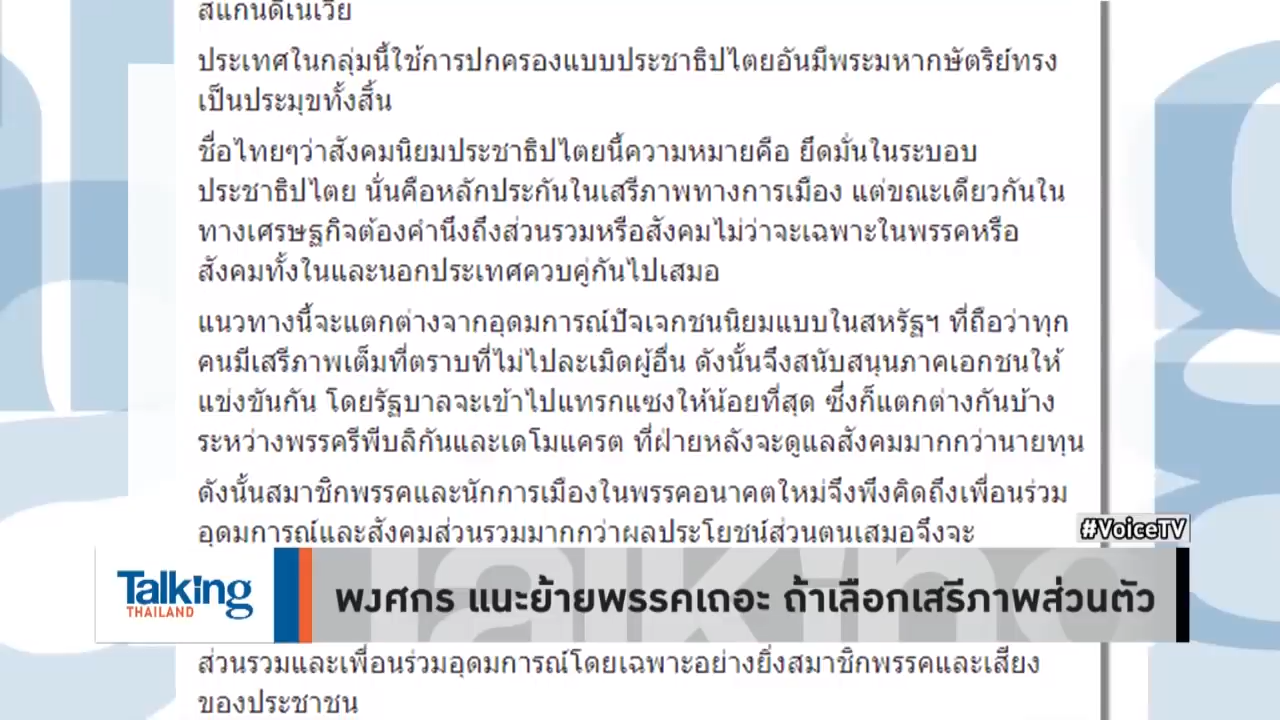 สแกนดิเนเวีย
ประเทศในกลุ่มนี้ใช้การปกครองแบบประชาธิปไตยอันมีพระมหากษัตริย์ทรง
เป็นประมุขทั้งสิ้น
ชื่อไทยๆว่าสังคมนิยมประชาธิปไตยนี้ความหมายคือ ยึดมั่นในระบอบ
ประชาธิปไตย นั่นคือหลักประกันในเสรีภาพทางการเมือง แต่ขณะเดียวกันใน
ทางเศรษฐกิจต้องคำนึงถึงส่วนรวมหรือสังคมไม่ว่าจะเฉพาะในพรรคหรือ
สังคมทั้งในและนอกประเทศควบคู่กันไปเสมอ
แนวทางนี้จะแตกต่างจากอุดมการณ์ปัจเจกชนนิยมแบบในสหรัฐฯ ที่ถือว่าทุก
คนมีเสรีภาพเต็มที่ตราบที่ไม่ไปละเมิดผู้อื่น ดังนั้นจึงสนับสนุนภาคเอกชนให้
แข่งขันกัน โดยรัฐบาลจะเข้าไปแทรกแซงให้น้อยที่สุด ซึ่งก็แตกต่างกันบ้าง
ระหว่างพรรครีพีบลิกันและเดโมแครต ที่ฝ่ายหลังจะดูแลสังคมมากกว่านายทุน
ดังนั้นสมาชิกพรรคและนักการเมืองในพรรคอนาคตใหม่จึงพึงคิดถึงเพื่อนร่วม
อุดมการณ์และสังคมส่วนรวมมากกว่าผลประโยชน์ส่วนตนเสมอจึงจะ
#VoiceTV
Talking
THAILAND
พงศกร แนะย้ายพรรคเถอะ ถ้าเลือกเสรีภาพส่วนตัว
ส่วนรวมและเพื่อนร่วมอุดมการณ์โดยเฉพาะอย่างยิ่งสมาชิกพรรคและเสียง
ของประชาชน